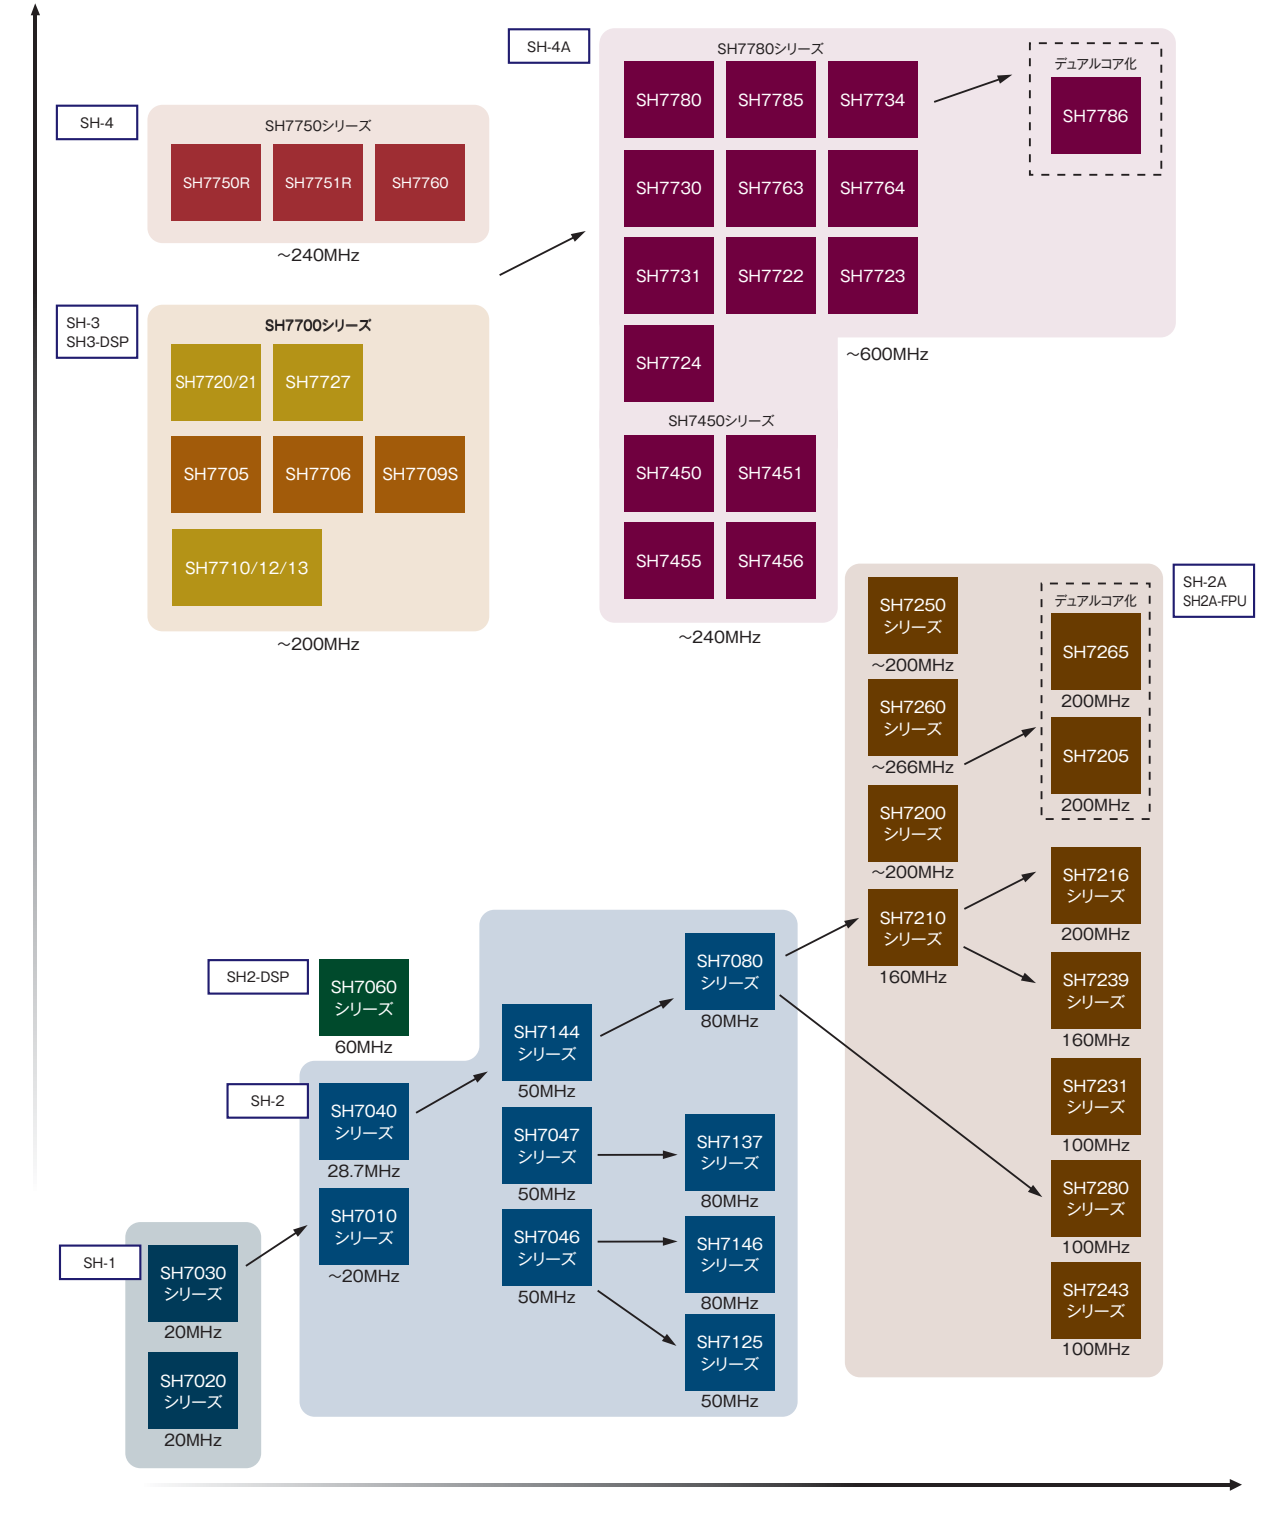 SH-4A
SH7780シリーズ
SH7780
SH7785
SH7734
デュアルコア化
SH7786
SH7730
SH7763
SH7764
SH7731
SH7722
SH7723
SH7724
～600MHz
SH7450シリーズ
SH7450
SH7451
SH7455
SH7456
～240MHz
SH-4
SH7750シリーズ
SH7750R
SH7751R
SH7760
～240MHz
SH-3
SH3-DSP
SH7700シリーズ
SH7720/21
SH7727
SH7705
SH7706
SH7709S
SH7710/12/13
～200MHz
SH-2A
SH2A-FPU
SH7250
シリーズ
～200MHz
SH7260
シリーズ
～266MHz
SH7200
シリーズ
～200MHz
SH7210
シリーズ
160MHz
デュアルコア化
SH7265
200MHz
SH7205
200MHz
SH7216
シリーズ
200MHz
SH7239
シリーズ
160MHz
SH7231
シリーズ
100MHz
SH7280
シリーズ
100MHz
SH7243
シリーズ
100MHz
SH2-DSP
SH7060
シリーズ
60MHz
SH-2
SH7040
シリーズ
28.7MHz
SH7010
シリーズ
～20MHz
SH7144
シリーズ
50MHz
SH7047
シリーズ
50MHz
SH7046
シリーズ
50MHz
SH7080
シリーズ
80MHz
SH7137
シリーズ
80MHz
SH7146
シリーズ
80MHz
SH7125
シリーズ
50MHz
SH-1
SH7030
シリーズ
20MHz
SH7020
シリーズ
20MHz